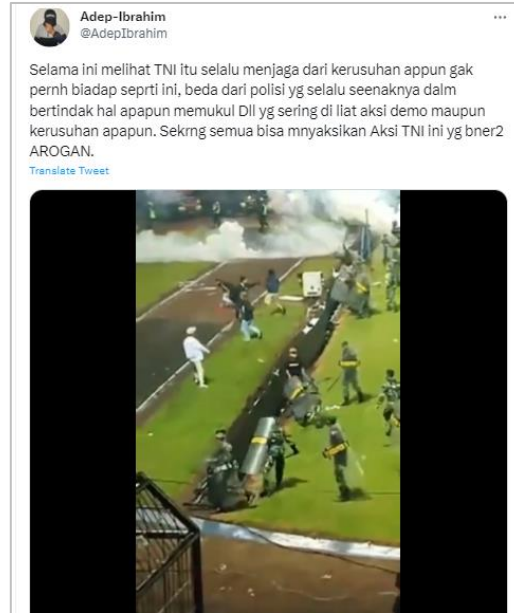 Adep-Ibrahim
@AdepIbrahim
Selama ini melihat TNI itu selalu menjaga dari kerusuhan appun gak
pernh biadap seprti ini, beda dari polisi yg selalu seenaknya dalm
bertindak hal apapun memukul Dll yg sering di liat aksi demo maupun
kerusuhan apapun. Sekrng semua bisa mnyaksikan Aksi TNI ini yg bner2
AROGAN.
Translate Tweet